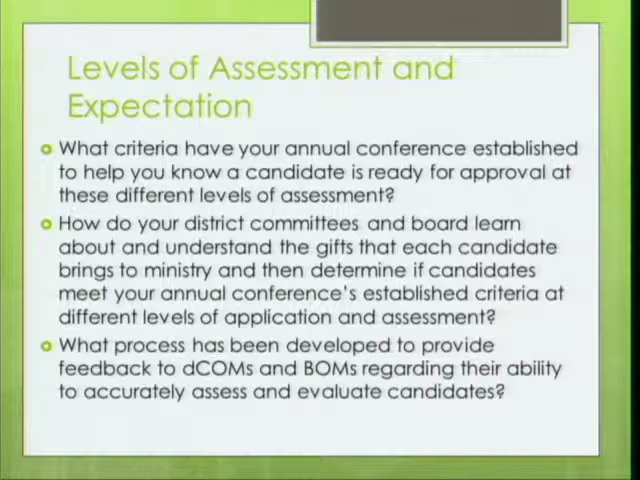 Levels of Assessment and
Expectation
What criteria have your annual conference established
to help you know a candidate is ready for approval at
these different levels of assessment?
How do your district committees and board learn
about and understand the gifts that each candidate
brings to ministry and then determine if candidates
meet your annual conference's established criteria at
different levels of application and assessment?
What process has been developed to provide
feedback to dCOMs and BOMs regarding their ability
to accurately assess and evaluate candidates?